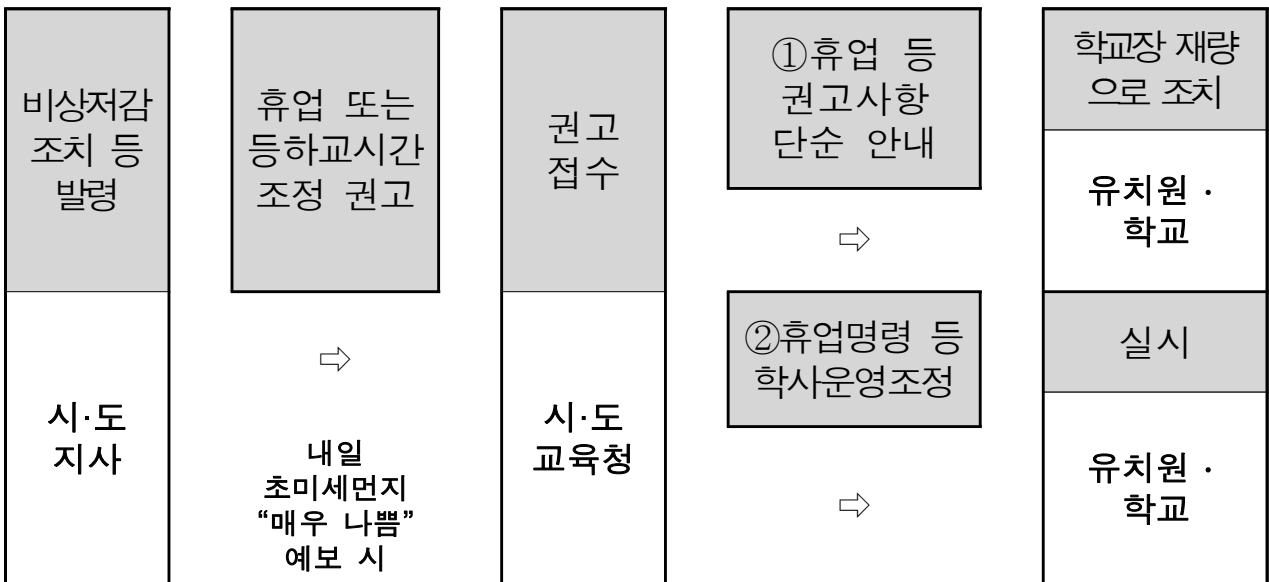 비상저감
조치 등
발령
시·도
지사
휴업 또는
등하교시간
조정 권고
⇨
내일
초미세먼지
“매우 나쁨”
예보 시
권고
접수
시·도
교육청
①휴업 등
권고사항
단순 안내
⇨
②휴업명령 등
학사운영조정
⇨
학교장 재량
으로 조치
유치원 ·
학교
실시
유치원 ·
학교